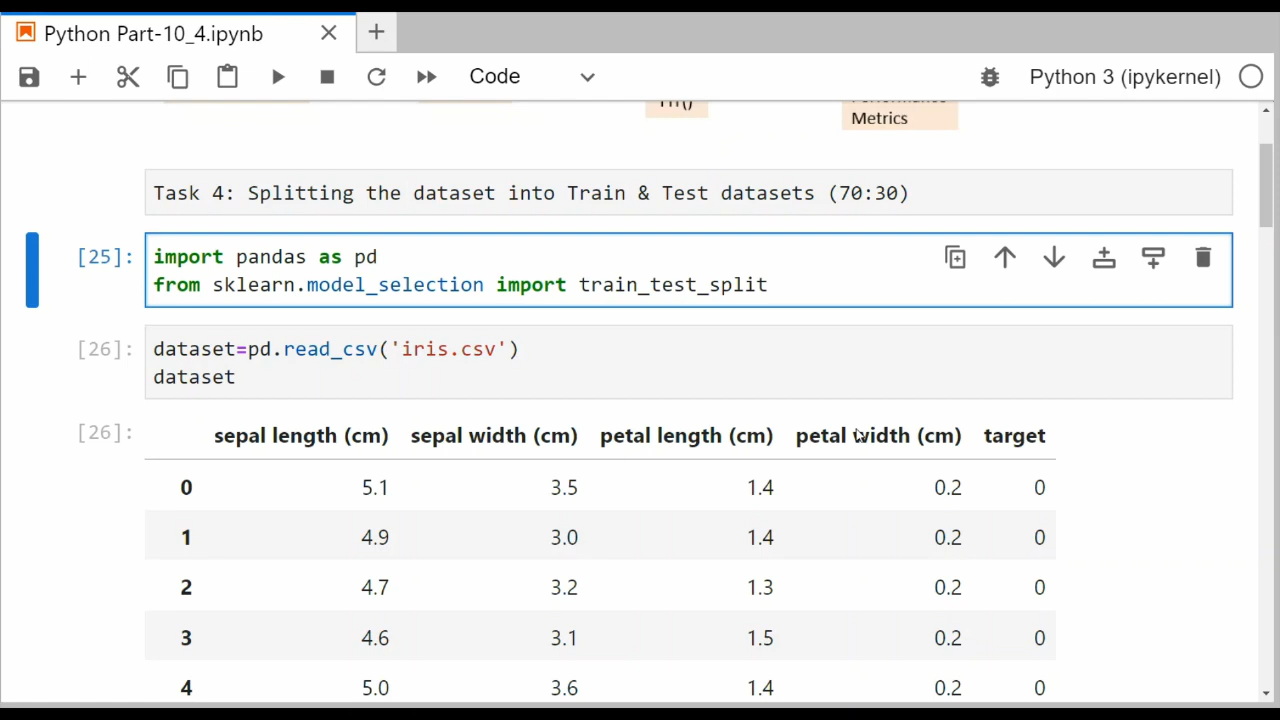 Python Part-10_4.ipynb
Code
Python 3 (ipykernel)
Metrics
Task 4: Splitting the dataset into Train & Test datasets (70:30)
[25]:
import pandas as pd
from sklearn.model_selection import train_test_split
[26]:
dataset=pd.read_csv('iris.csv')
dataset
[26]:
sepal length (cm) sepal width (cm) petal length (cm) petal width (cm) target
0 5.1 3.5 1.4 0.2 0
1 4.9 3.0 1.4 0.2 0
2 4.7 3.2 1.3 0.2 0
3 4.6 3.1 1.5 0.2 0
4 5.0 3.6 1.4 0.2 0